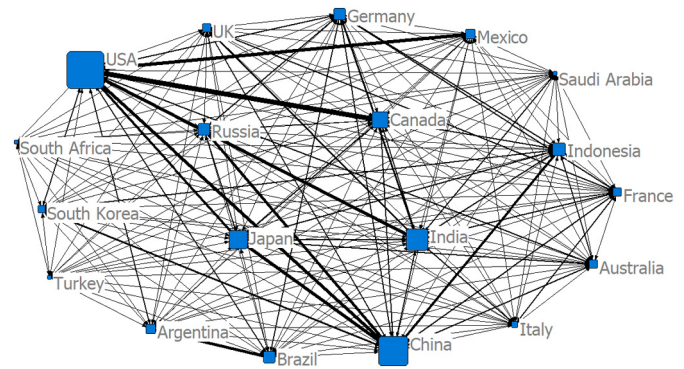 Germany
UK
Mexico
USA
Saudi Arabia
Canada
Russia
South Africa
Indonesia
France
South Korea
Japan
India
Australia
Turkey
Argentina
Italy
China
Brazil